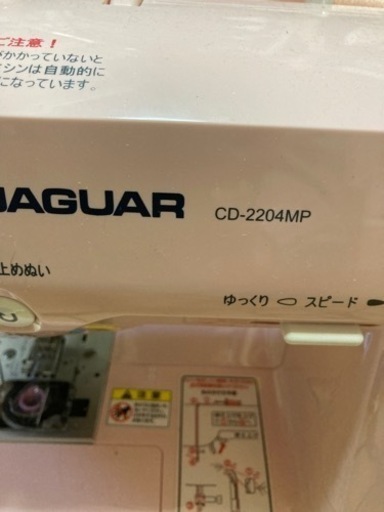 ご注意！
がかかっていないと
シンは自動的に
になっています。
JAGUAR CD-2204MP
止めぬい
ゆっくり スピード
注意